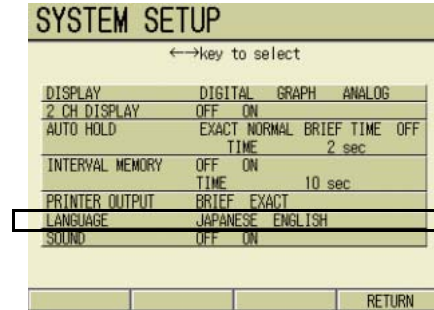 SYSTEM SETUP
←→key to select
DISPLAY DIGITAL GRAPH ANALOG
2 CH DISPLAY OFF ON
AUTO HOLD EXACT NORMAL BRIEF TIME OFF
TIME 2 sec
INTERVAL MEMORY OFF ON
TIME 10 sec
PRINTER OUTPUT BRIEF EXACT
LANGUAGE JAPANESE ENGLISH
SOUND OFF ON
RETURN